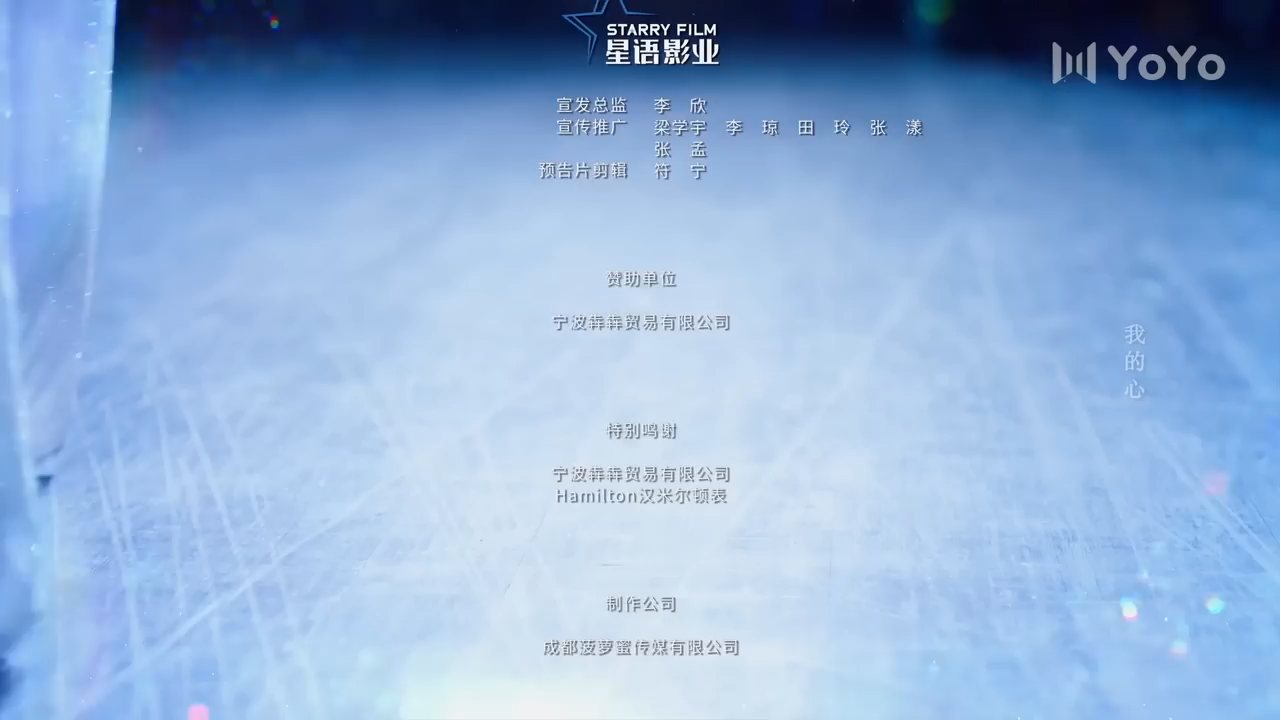 STARRY FILM
星语影业
YoYo
宣发总监 李 欣
宣传推广 梁学宇 李 琼 田 玲 张 漾
张 孟
预告片剪辑 符 宁
赞助单位
宁波犇犇贸易有限公司
我的心
特别鸣谢
宁波犇犇贸易有限公司
Hamilton汉米尔顿表
制作公司
成都菠萝蜜传媒有限公司